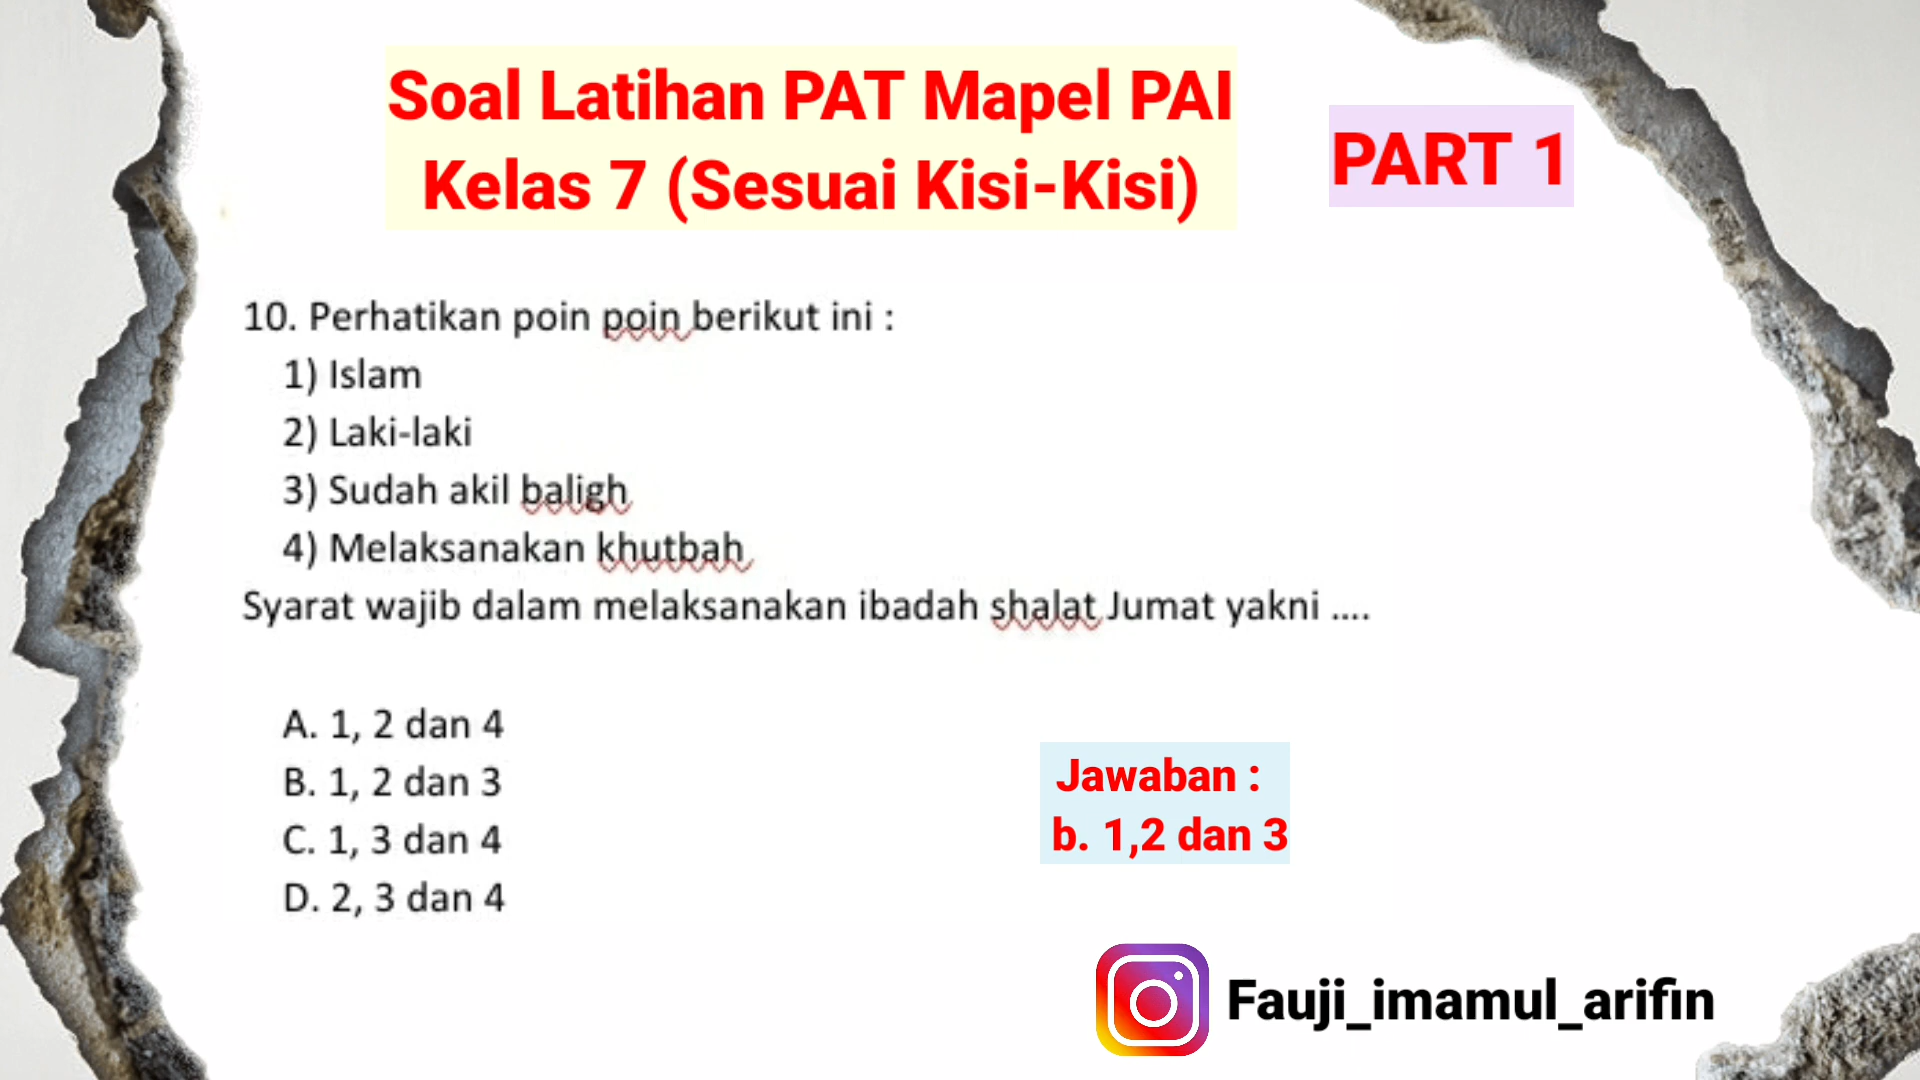 Soal Latihan PAT Mapel PAI
Kelas 7 (Sesuai Kisi-Kisi)
PART 1
10. Perhatikan poin poin berikut ini :
1) Islam
2) Laki-laki
3) Sudah akil baligh
4) Melaksanakan khutbah
Syarat wajib dalam melaksanakan ibadah shalat Jumat yakni ....
A. 1, 2 dan 4
B. 1, 2 dan 3
C. 1, 3 dan 4
D. 2, 3 dan 4
Jawaban :
b. 1,2 dan 3
Fauji_imamul_arifin